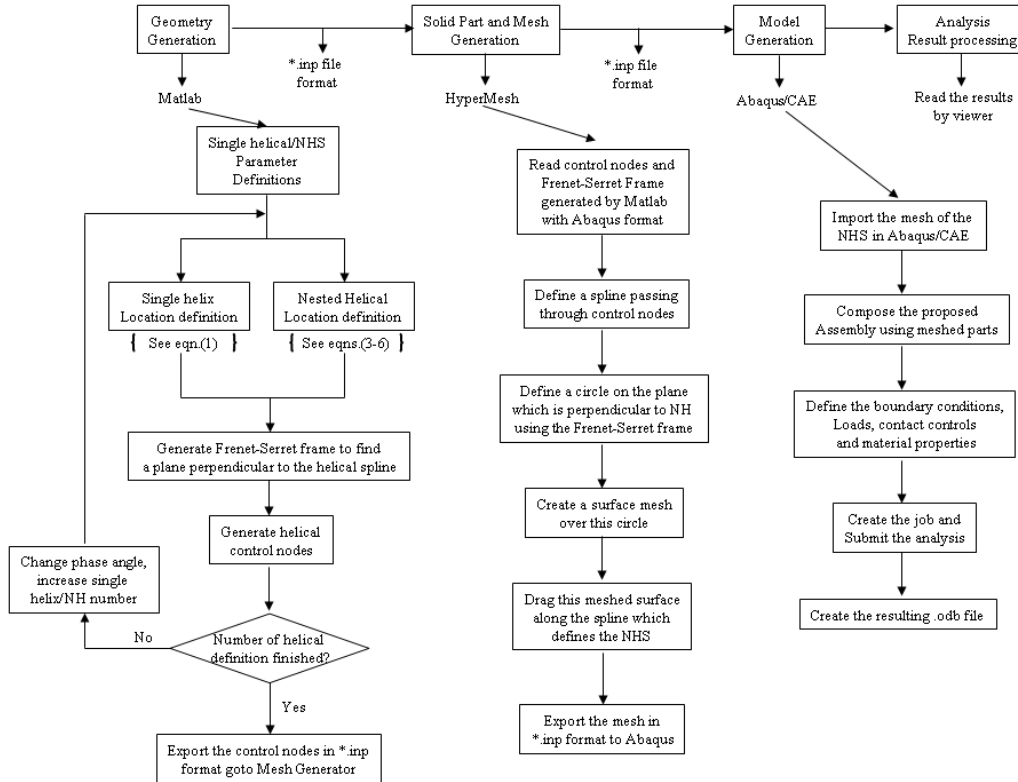 Geometry
Generation
*.inp file
format
Solid Part and Mesh
Generation
*.inp file
format
Model
Generation
Analysis
Result processing
Matlab
HyperMesh
Abaqus/CAE
Read the results
by viewer
Single helical/NHS
Parameter
Definitions
Single helix
Location definition
{ See eqn.(1) }
Nested Helical
Location definition
{ See eqns.(3-6) }
Generate Frenet-Serret frame to find
a plane perpendicular to the helical spline
Generate helical
control nodes
Change phase angle,
increase single
helix/NH number
No
Number of helical
definition finished?
Yes
Export the control nodes in *.inp
format goto Mesh Generator
Read control nodes and
Frenet-Serret Frame
generated by Matlab
with Abaqus format
Define a spline passing
through control nodes
Define a circle on the plane
which is perpendicular to NH
using the Frenet-Serret frame
Create a surface mesh
over this circle
Drag this meshed surface
along the spline which
defines the NHS
Export the mesh in
*.inp format to Abaqus
Import the mesh of the
NHS in Abaqus/CAE
Compose the proposed
Assembly using meshed parts
Define the boundary conditions,
Loads, contact controls
and material properties
Create the job and
Submit the analysis
Create the resulting .odb file